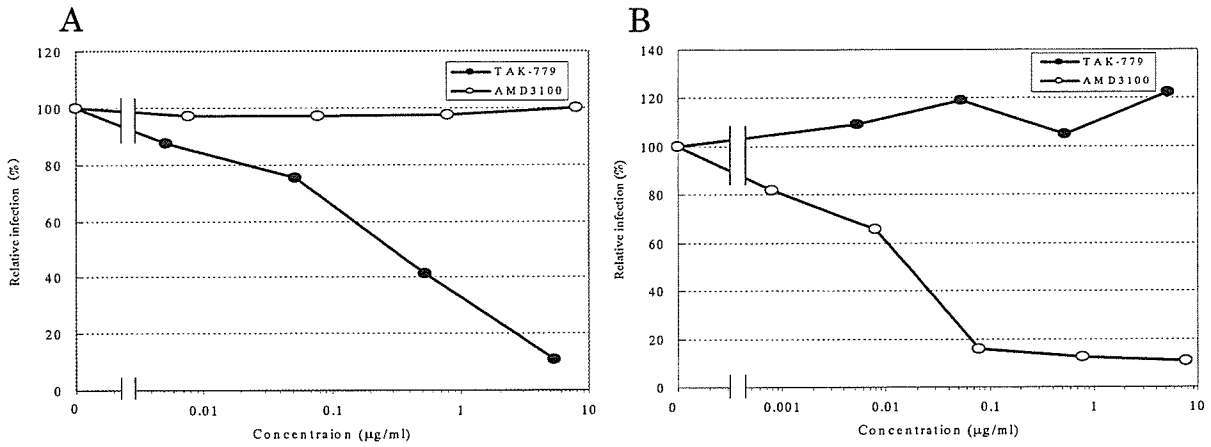 A
120
100
80
60
40
20
0
Relative infection (%)
TAK-779
AMD3100
0
0.01
0.1
1
10
Concentraion (μg/ml)
B
140
120
100
80
60
40
20
0
Relative infection (%)
TAK-779
AMD3100
0
0.001
0.01
0.1
1
10
Concentration (μg/ml)